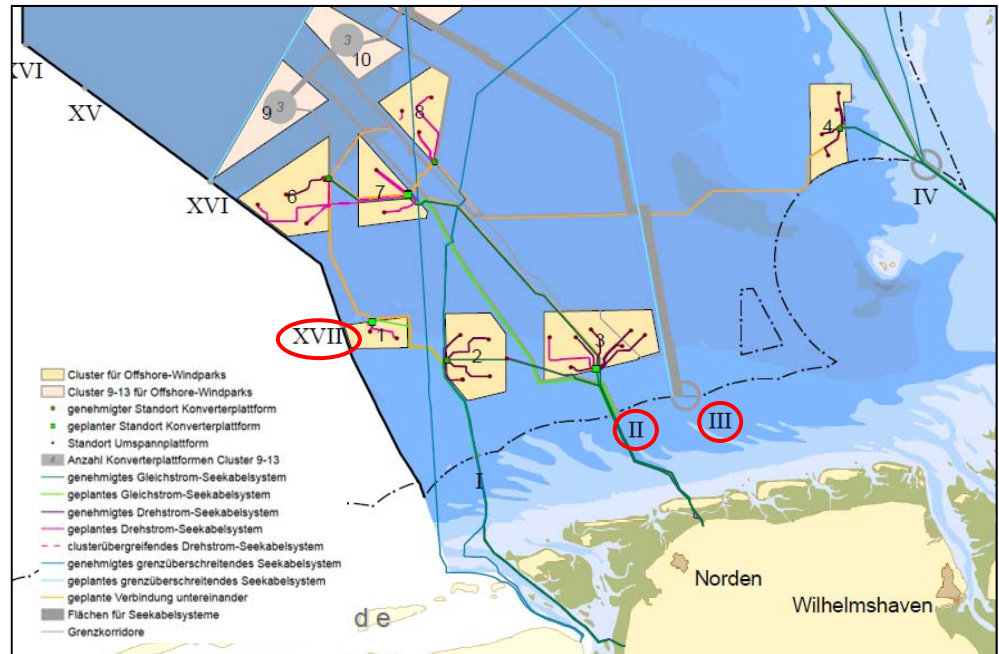 3
10
XVI
XV
9
3
8
4
XVI
6
7
IV
XVII
1
2
3
II
III
I
Cluster für Offshore-Windparks
Cluster 9-13 für Offshore-Windparks
genehmigter Standort Konverterplattform
geplanter Standort Konverterplattform
Standort Umspannplattform
3 Anzahl Konverterplattformen Cluster 9-13
genehmigtes Gleichstrom-Seekabelsystem
geplantes Gleichstrom-Seekabelsystem
genehmigtes Drehstrom-Seekabelsystem
geplantes Drehstrom-Seekabelsystem
clusterübergreifendes Drehstrom-Seekabelsystem
genehmigtes grenzüberschreitendes Seekabelsystem
geplantes grenzüberschreitendes Seekabelsystem
geplante Verbindung untereinander
Flächen für Seekabelsysteme
Grenzkorridore
Norden
Wilhelmshaven
d e